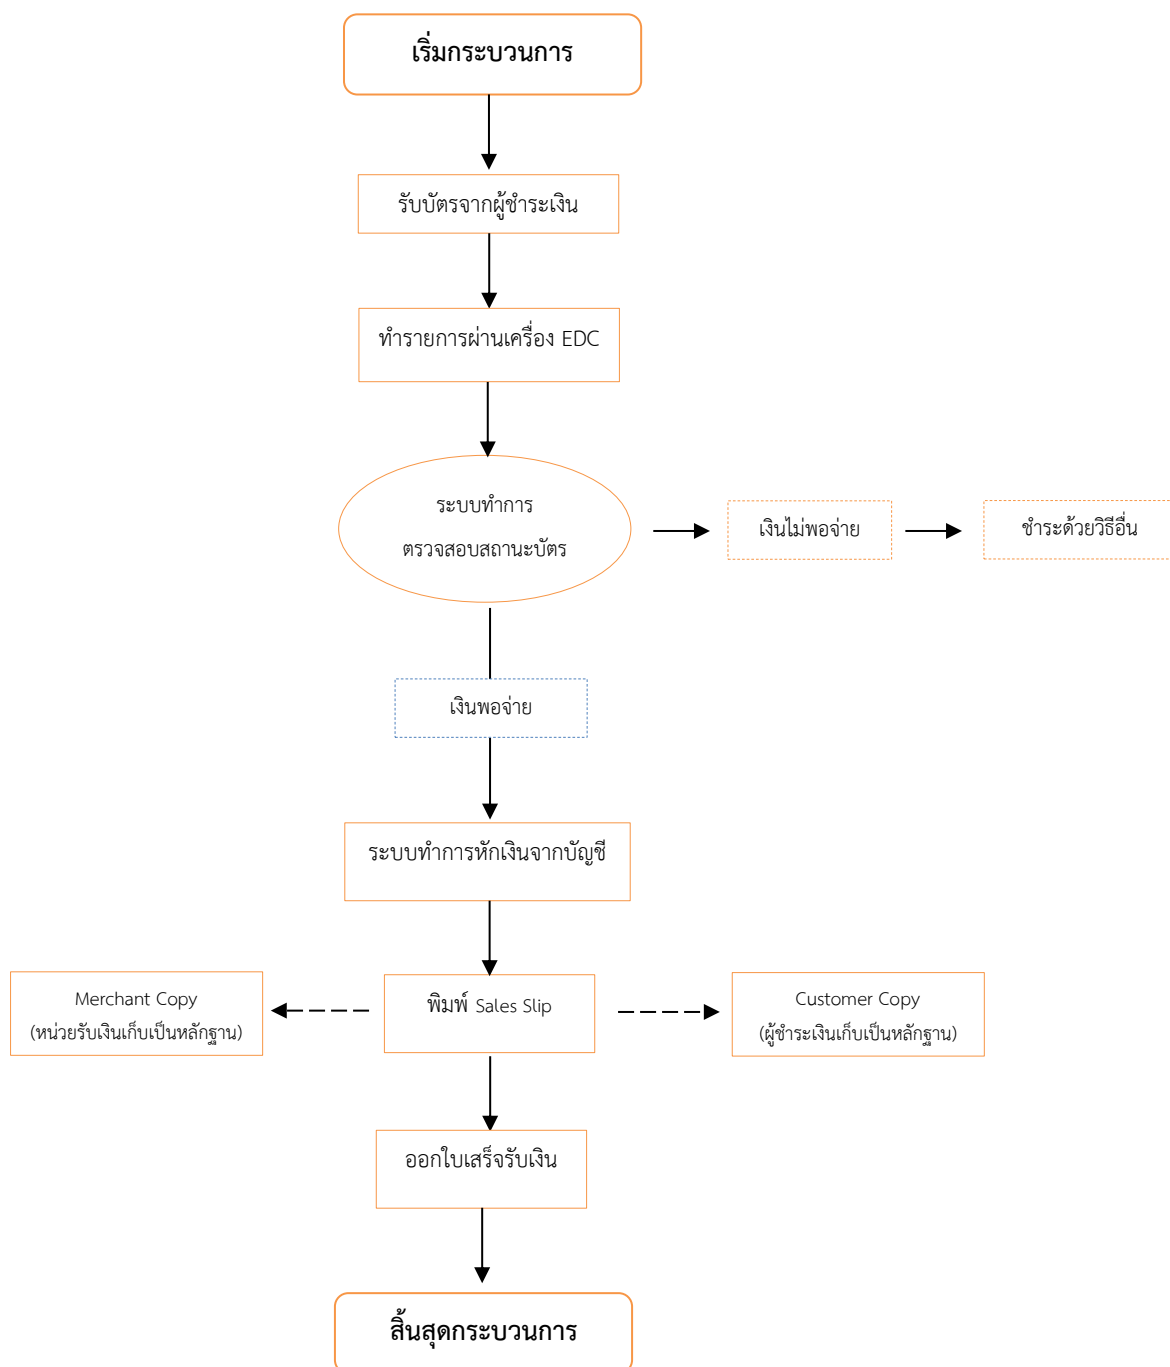 เริ่มกระบวนการ
รับบัตรจากผู้ชำระเงิน
ทำรายการผ่านเครื่อง EDC
ระบบทำการ
ตรวจสอบสถานะบัตร
เงินไม่พอจ่าย
ชำระด้วยวิธีอื่น
เงินพอจ่าย
ระบบทำการหักเงินจากบัญชี
Merchant Copy
(หน่วยรับเงินเก็บเป็นหลักฐาน)
พิมพ์ Sales Slip
Customer Copy
(ผู้ชำระเงินเก็บเป็นหลักฐาน)
ออกใบเสร็จรับเงิน
สิ้นสุดกระบวนการ